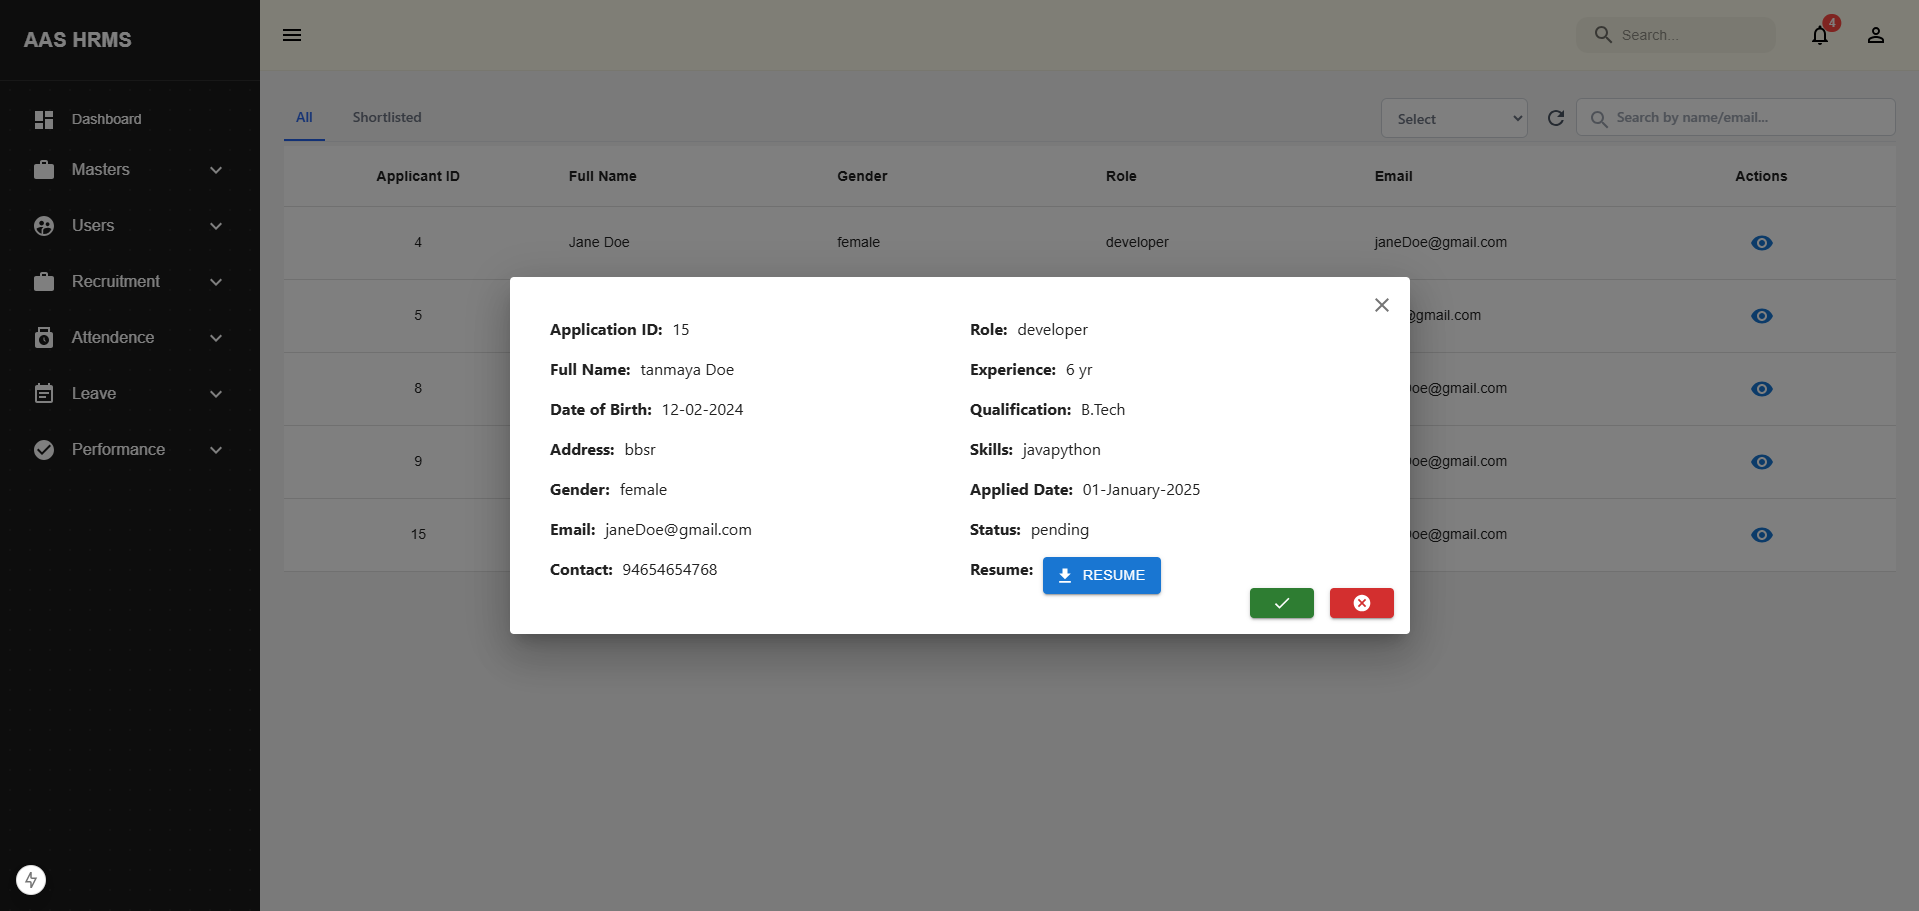 AAS HRMS
Search...
4
Dashboard
Masters
Users
Recruitment
Attendence
Leave
Performance
All
Shortlisted
Select
Search by name/email...
Applicant ID Full Name Gender Role Email Actions
4 Jane Doe female developer janeDoe@gmail.com
5 @gmail.com
8 oe@gmail.com
9 oe@gmail.com
15 oe@gmail.com
Application ID: 15
Full Name: tanmaya Doe
Date of Birth: 12-02-2024
Address: bbsr
Gender: female
Email: janeDoe@gmail.com
Contact: 94654654768
Role: developer
Experience: 6 yr
Qualification: B.Tech
Skills: javapython
Applied Date: 01-January-2025
Status: pending
Resume: RESUME